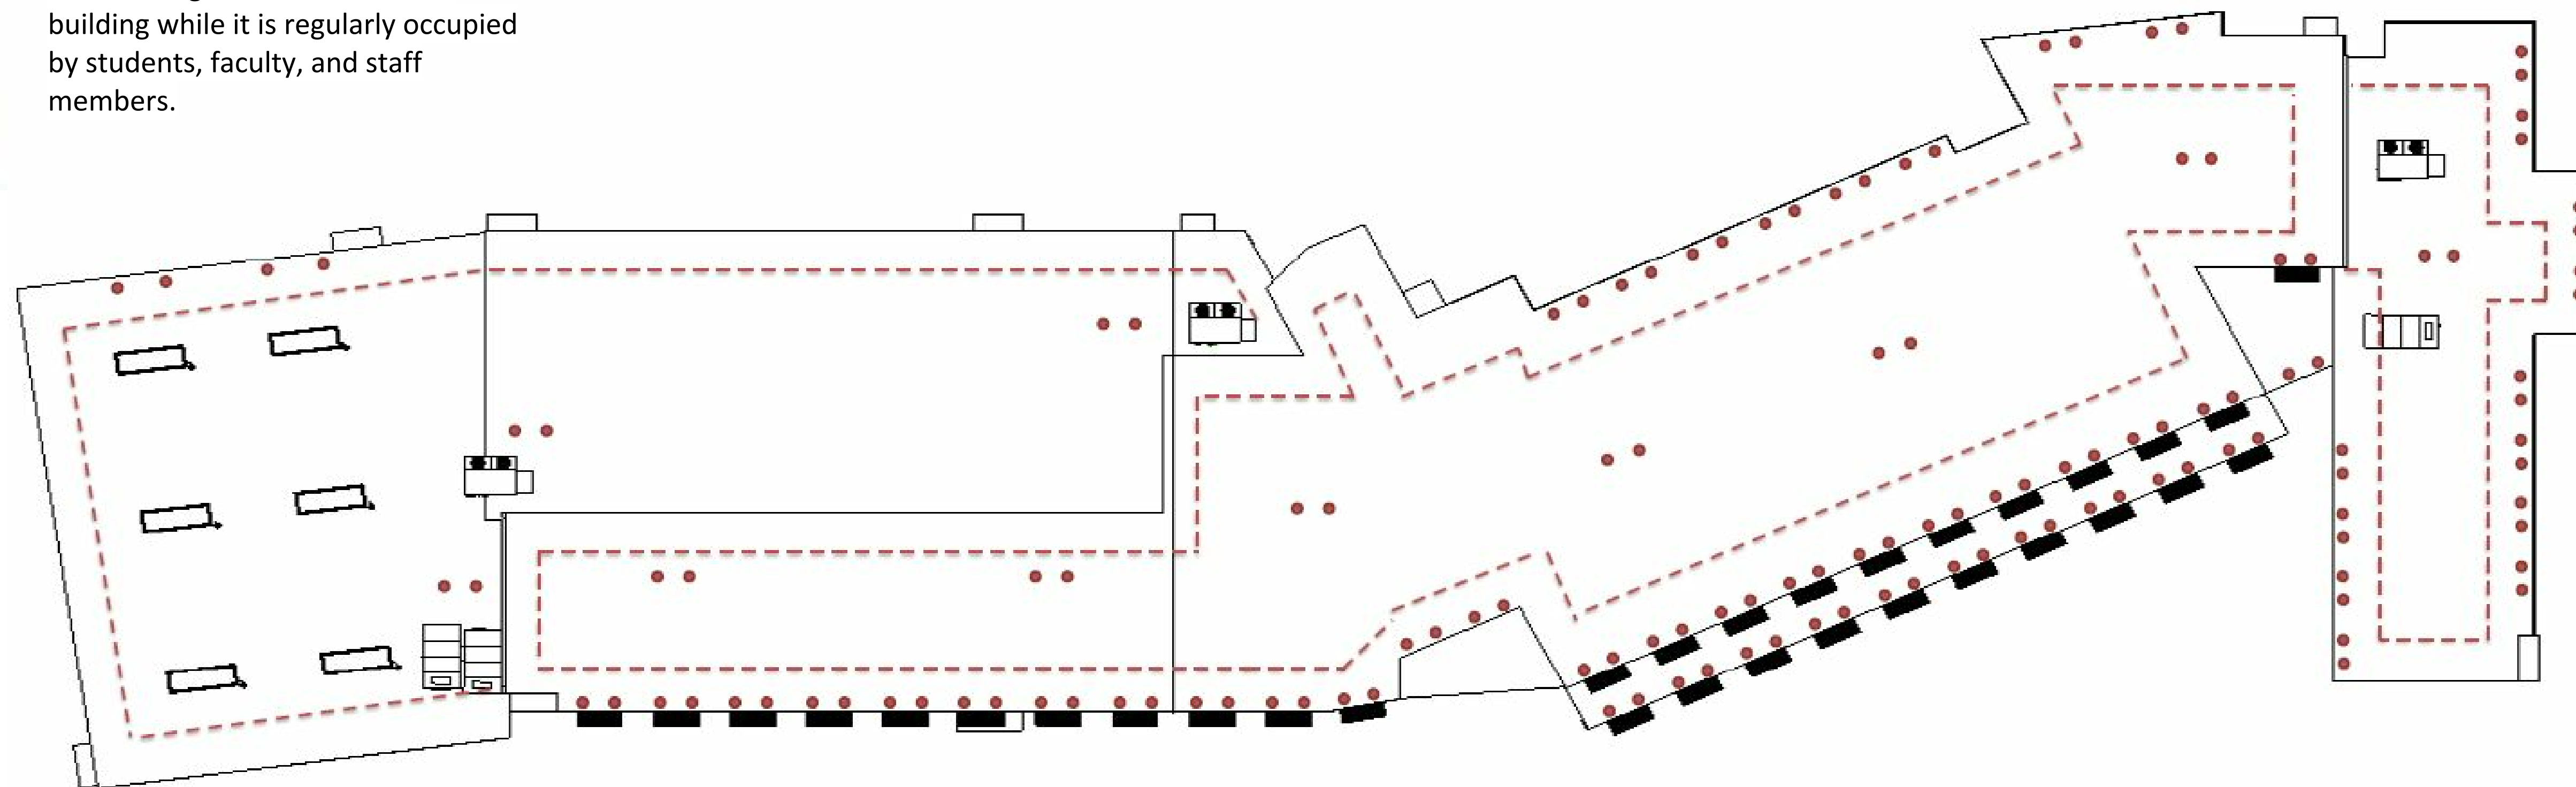 building while it is regularly occupied
by students, faculty, and staff
members.